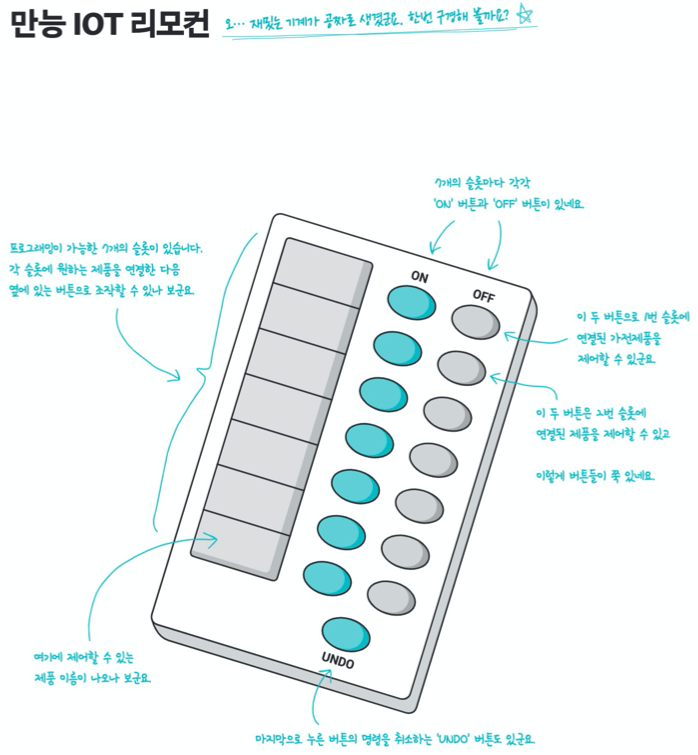 만능 IOT 리모컨
오… 재밌는 기계가 공짜로 생겼군요. 한번 구경해 볼까요?
7개의 슬롯마다 각각
'ON' 버튼과 'OFF' 버튼이 있네요.
프로그래밍이 가능한 7개의 슬롯이 있습니다.
각 슬롯에 원하는 제품을 연결한 다음
옆에 있는 버튼으로 조작할 수 있나 보군요.
ON
OFF
이 두 버튼으로 1번 슬롯에
연결된 가전제품을
제어할 수 있군요.
이 두 버튼은 2번 슬롯에
연결된 제품을 제어할 수 있고
이렇게 버튼들이 쭉 있네요.
여기에 제어할 수 있는
제품 이름이 나오나 보군요.
UNDO
마지막으로 누른 버튼의 명령을 취소하는 'UNDO' 버튼도 있군요.